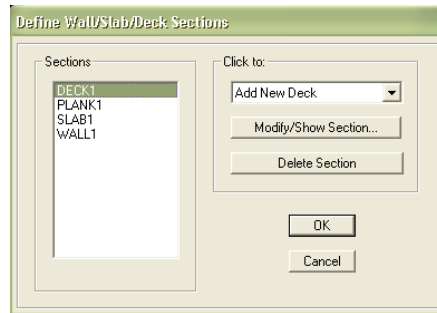 Define Wall/Slab/Deck Sections
Sections
DECK1
PLANK1
SLAB1
WALL1
Click to:
Add New Deck
Modify/Show Section...
Delete Section
OK
Cancel